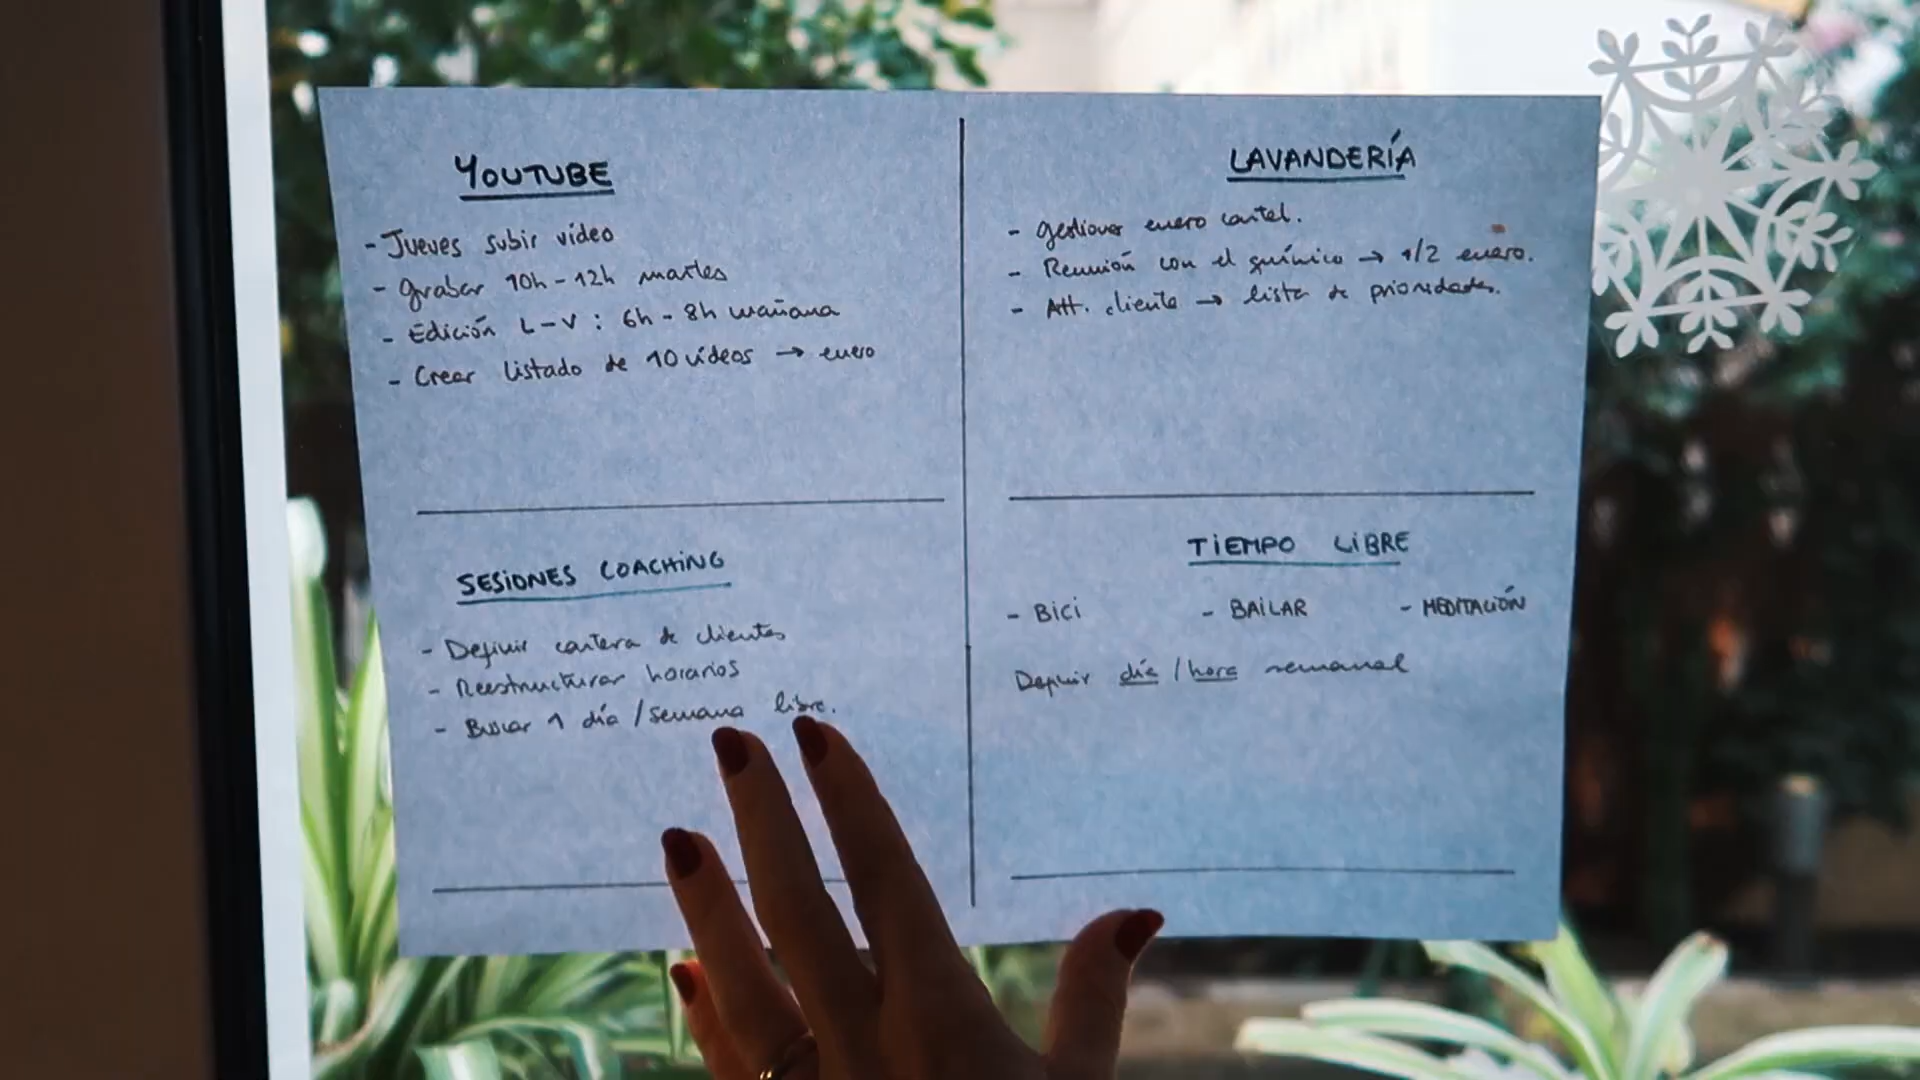 YOUTUBE
- Jueves subir vídeo
- grabar 10h - 12h martes
- Edición L-V : 6h - 8h mañana
- Crear listado de 10 vídeos → enero
LAVANDERÍA
- gestionar enero cartel.
- Reunión con el químico → 1/2 enero.
- Att. cliente → lista de prioridades.
SESIONES COACHING
- Definir cartera de clientes
- Reestructurar horarios
- Buscar 1 día / semana libre.
TIEMPO LIBRE
- BICI - BAILAR - MEDITACIÓN
Definir día / hora semanal